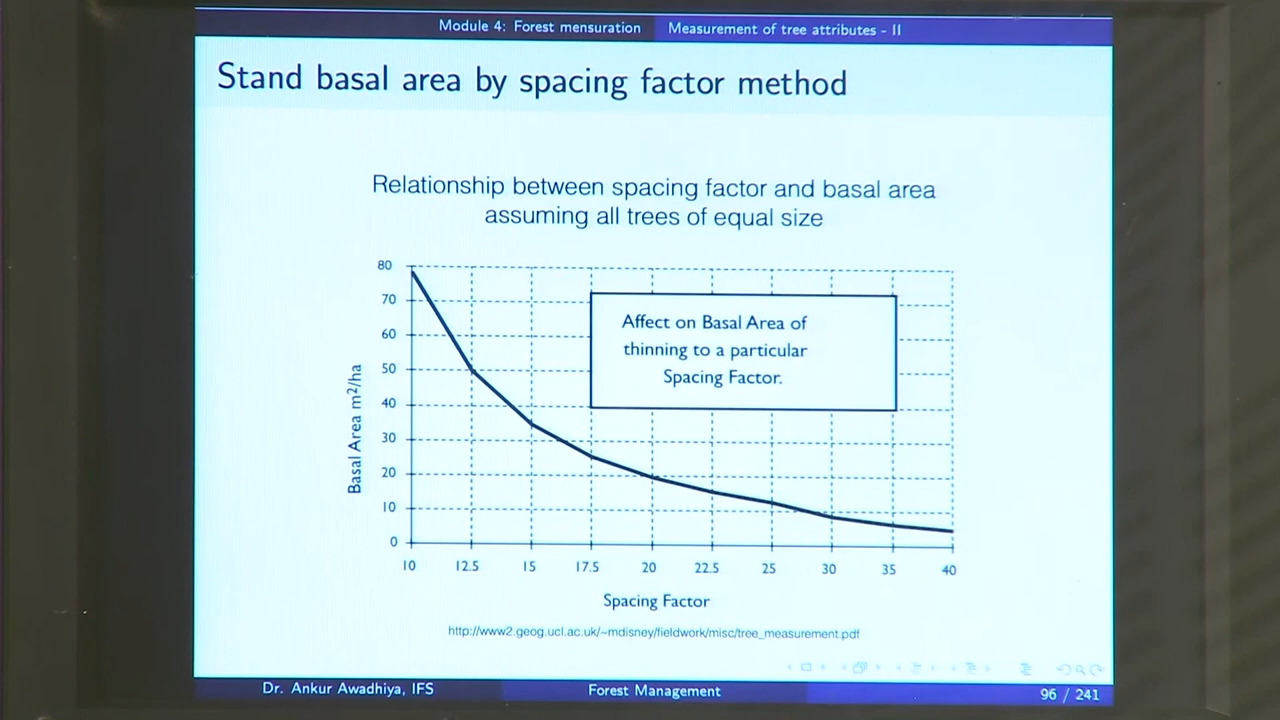 Module 4: Forest mensuration Measurement of tree attributes - II
Stand basal area by spacing factor method
Relationship between spacing factor and basal area
assuming all trees of equal size
80
70
60
50
40
30
20
10
0
Basal Area m²/ha
Affect on Basal Area of
thinning to a particular
Spacing Factor.
10 12.5 15 17.5 20 22.5 25 30 35 40
Spacing Factor
http://www2.geog.ucl.ac.uk/~mdisney/fieldwork/misc/tree_measurement.pdf
Dr. Ankur Awadhiya, IFS Forest Management 96 / 241